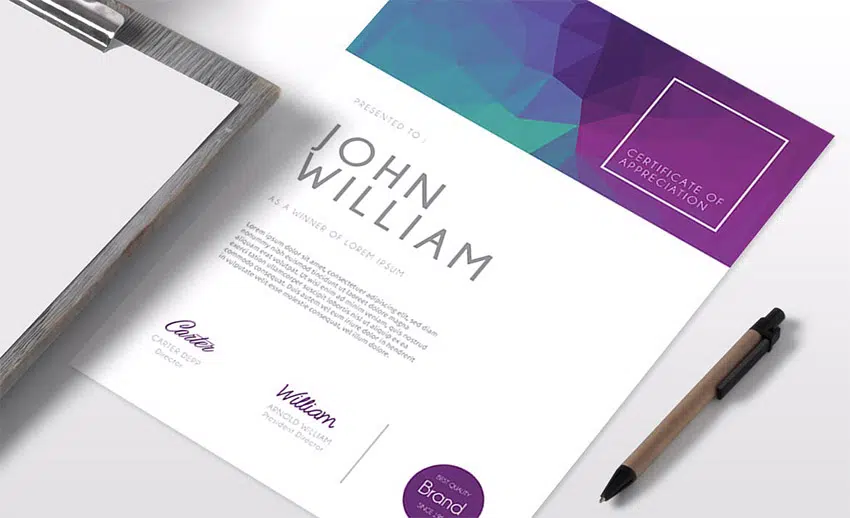 CERTIFICATE OF
APPRECIATION
PRESENTED TO :
JOHN
WILLIAM
AS A WINNER OF LOREM IPSUM
Lorem ipsum dolor sit amet, consectetuer adipiscing elit, sed diam
nonummy nibh euismod tincidunt ut laoreet dolore magna
aliquam erat volutpat. Ut wisi enim ad minim veniam, quis nostrud
exerci tation ullamcorper suscipit lobortis nisl ut aliquip ex ea
commodo consequat. Duis autem vel eum iriure dolor in hendrerit
in vulputate velit esse molestie consequat, vel illum dolore.
Carter
CARTER DEPP
Director
William
ARNOLD WILLIAM
President Director
BEST QUALITY
Brand
SINCE